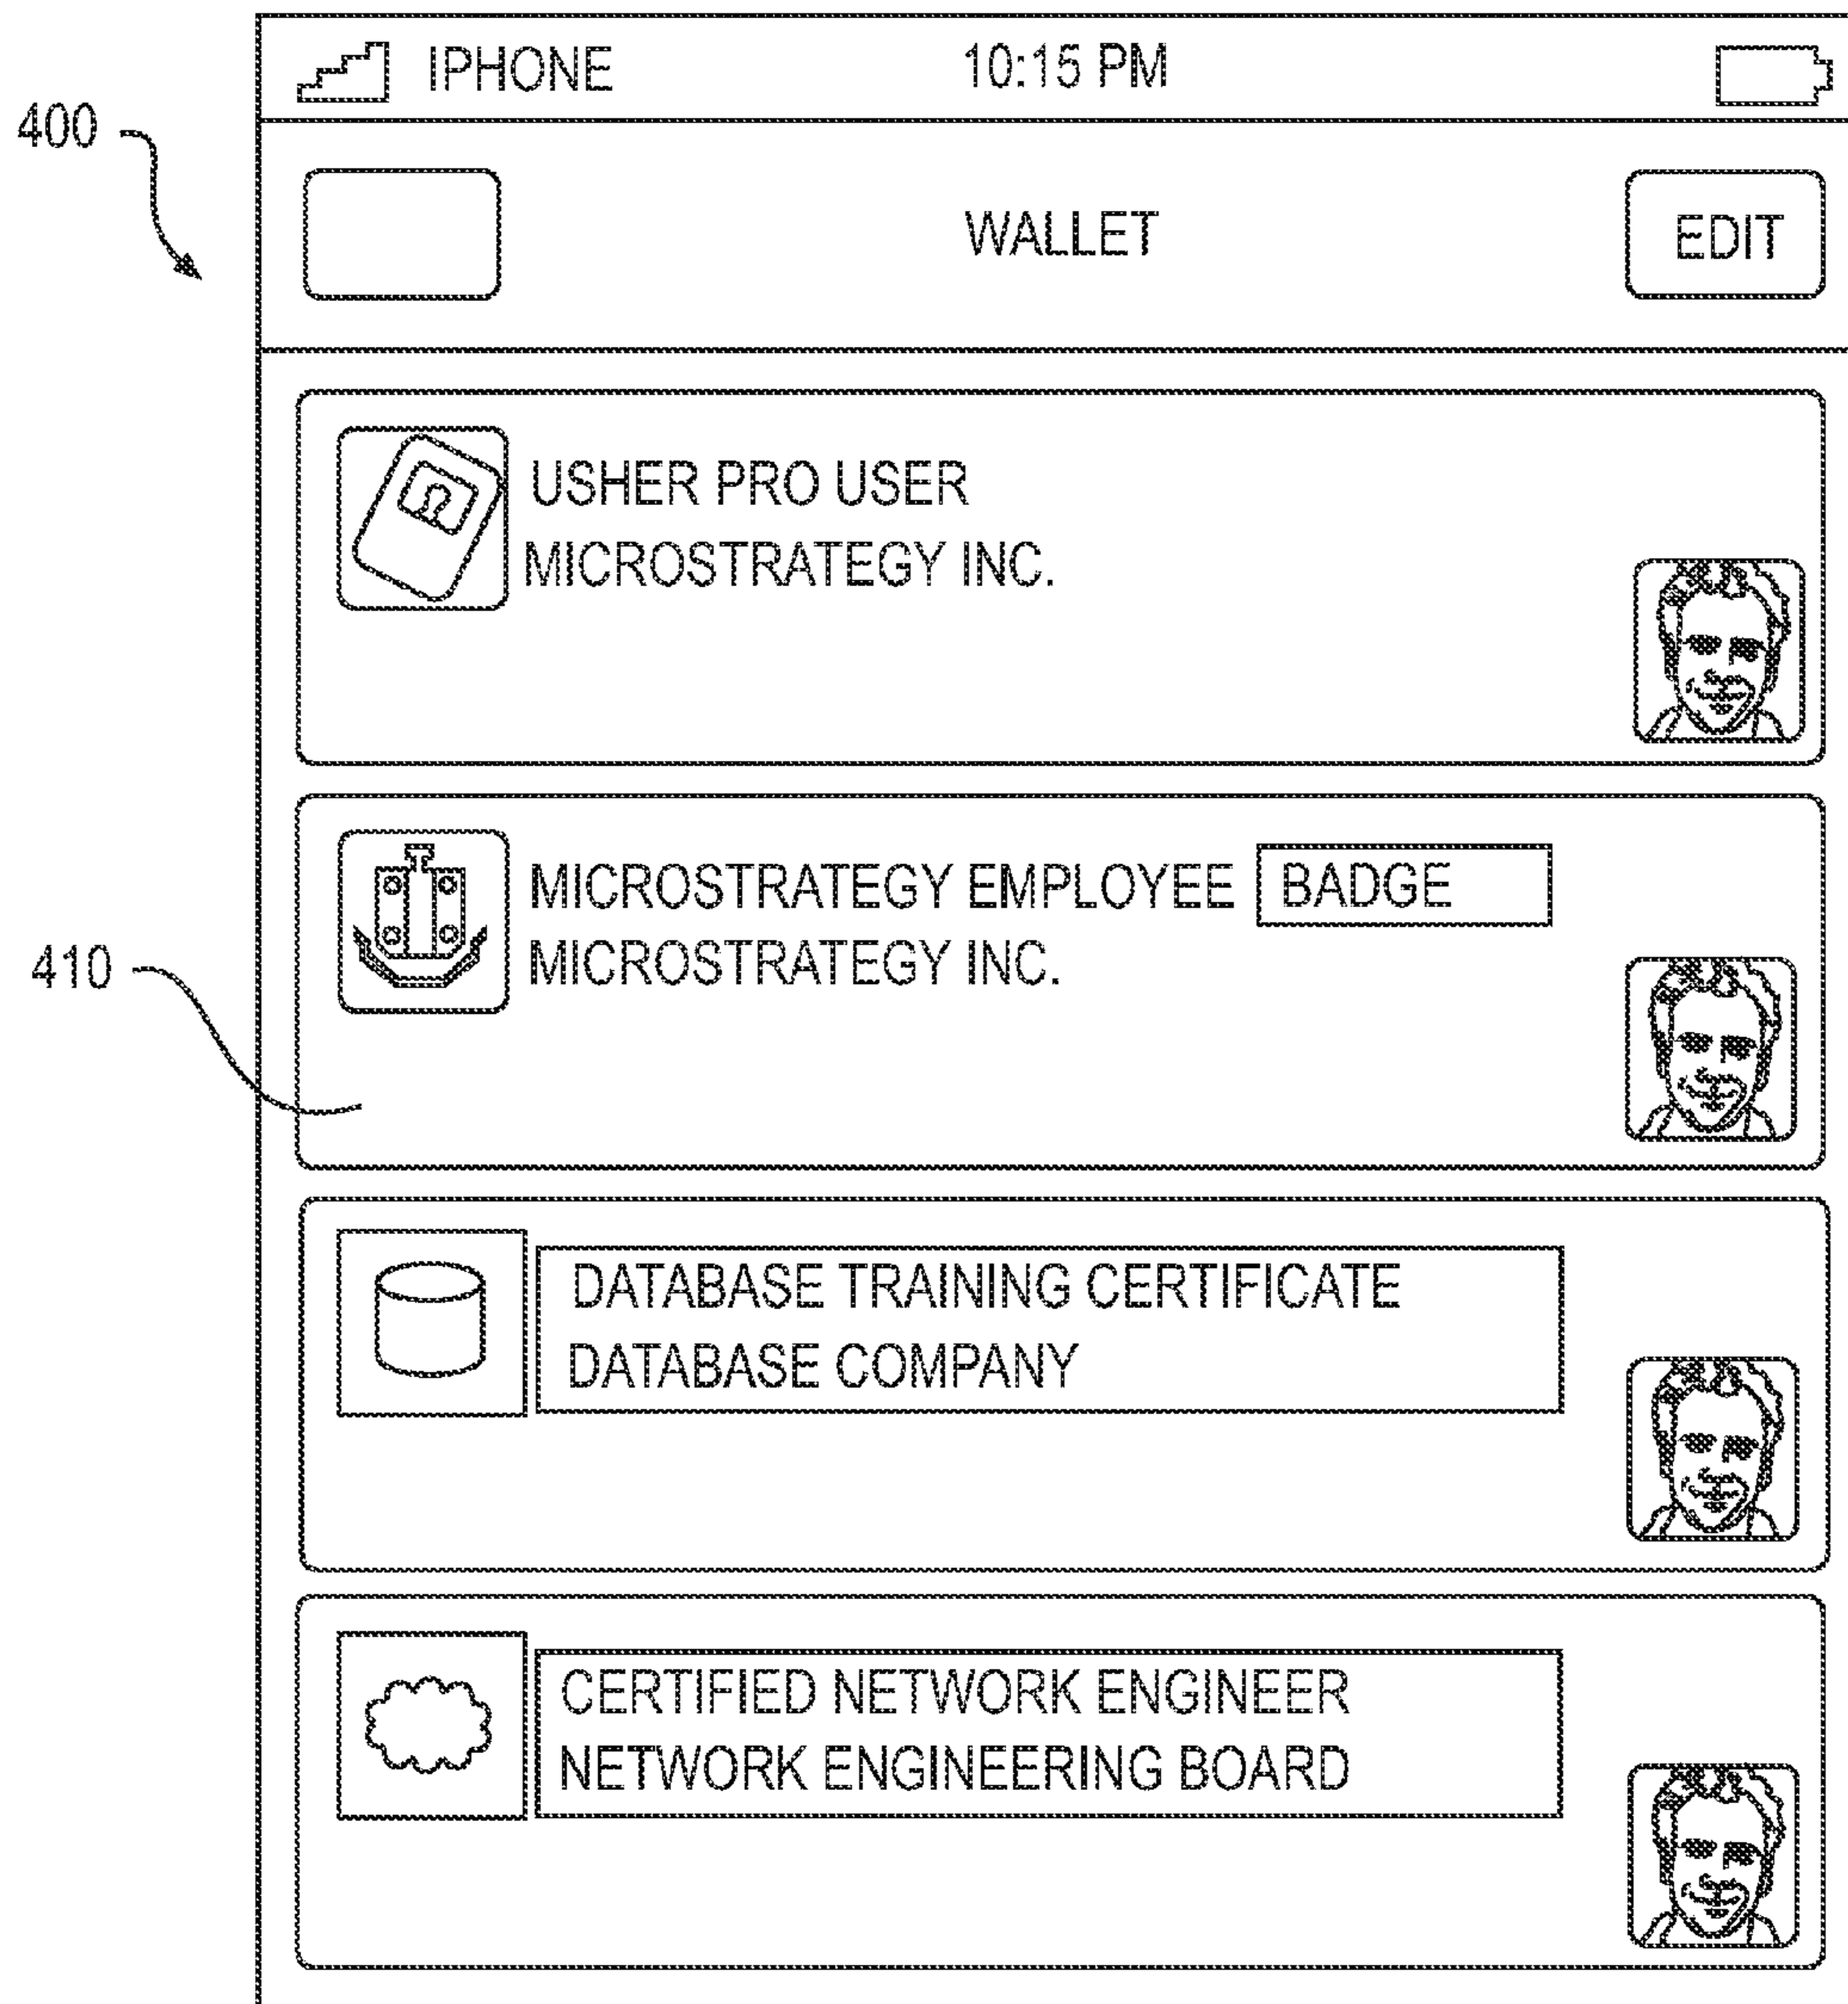 IPHONE 10:15 PM
400
WALLET EDIT
USHER PRO USER
MICROSTRATEGY INC.
MICROSTRATEGY EMPLOYEE BADGE
MICROSTRATEGY INC.
410
DATABASE TRAINING CERTIFICATE
DATABASE COMPANY
CERTIFIED NETWORK ENGINEER
NETWORK ENGINEERING BOARD